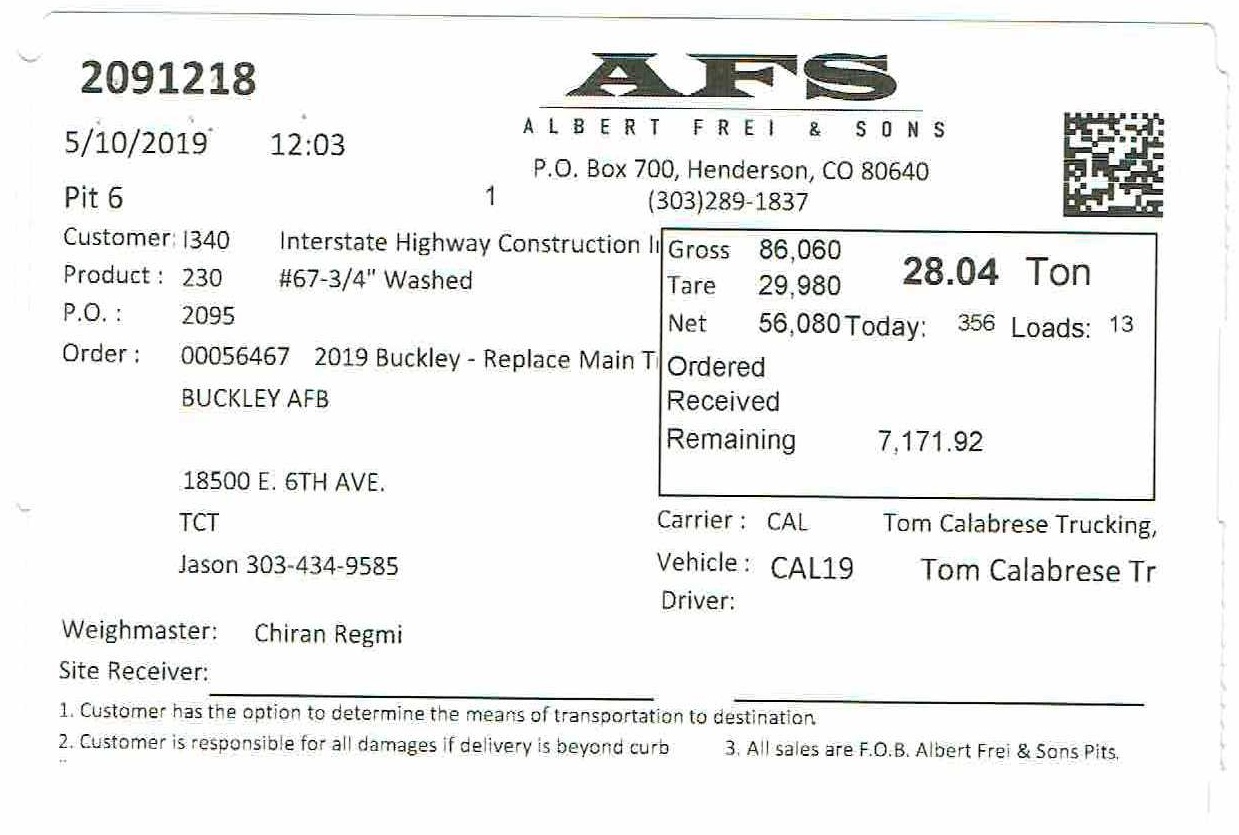 2091218
AFS
ALBERT FREI & SONS
5/10/2019 12:03
P.O. Box 700, Henderson, CO 80640
Pit 6 1 (303)289-1837
Customer: I340 Interstate Highway Construction I
Product : 230 #67-3/4" Washed
P.O. : 2095
Order : 00056467 2019 Buckley - Replace Main T
BUCKLEY AFB
18500 E. 6TH AVE.
TCT
Jason 303-434-9585
Gross 86,060 28.04 Ton
Tare 29,980
Net 56,080 Today: 356 Loads: 13
Ordered
Received
Remaining 7,171.92
Carrier : CAL Tom Calabrese Trucking,
Vehicle : CAL19 Tom Calabrese Tr
Driver:
Weighmaster: Chiran Regmi
Site Receiver:
1. Customer has the option to determine the means of transportation to destination
2. Customer is responsible for all damages if delivery is beyond curb 3. All sales are F.O.B. Albert Frei & Sons Pits.